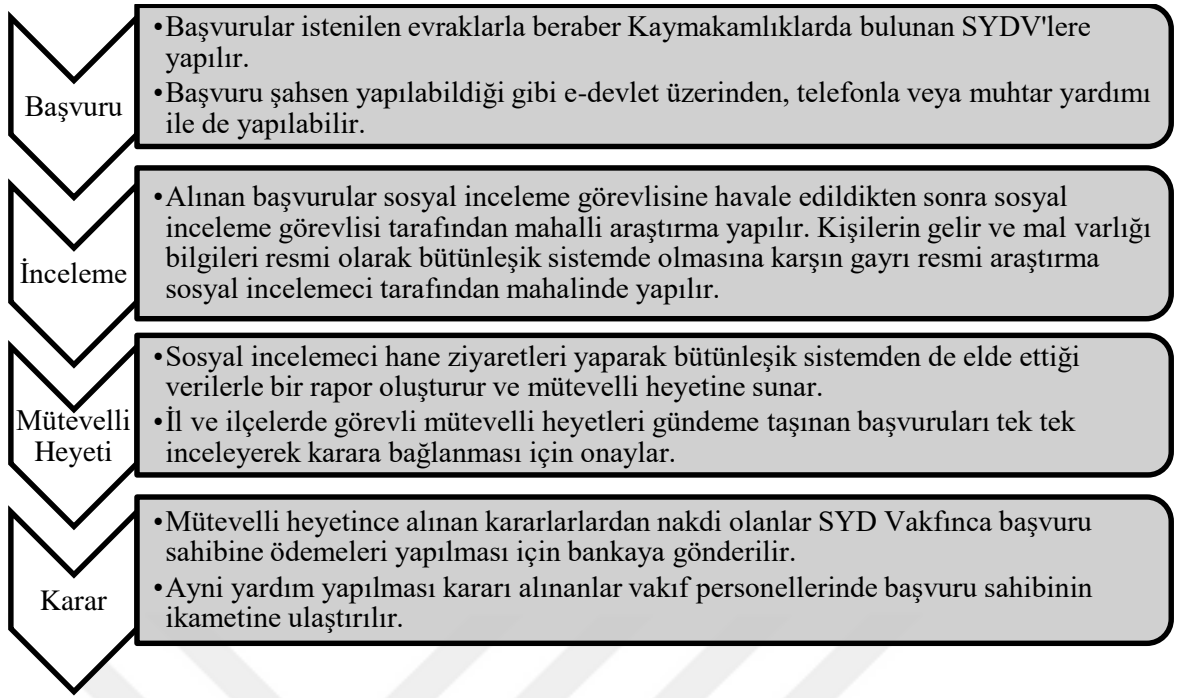 Başvuru
•Başvurular istenilen evraklarla beraber Kaymakamlıklarda bulunan SYDV'lere
yapılır.
•Başvuru şahsen yapılabildiği gibi e-devlet üzerinden, telefonla veya muhtar yardımı
ile de yapılabilir.
İnceleme
•Alınan başvurular sosyal inceleme görevlisine havale edildikten sonra sosyal
inceleme görevlisi tarafından mahalli araştırma yapılır. Kişilerin gelir ve mal varlığı
bilgileri resmi olarak bütünleşik sistemde olmasına karşın gayrı resmi araştırma
sosyal incelemeci tarafından mahalinde yapılır.
Mütevelli
Heyeti
•Sosyal incelemeci hane ziyaretleri yaparak bütünleşik sistemden de elde ettiği
verilerle bir rapor oluşturur ve mütevelli heyetine sunar.
•İl ve ilçelerde görevli mütevelli heyetleri gündeme taşınan başvuruları tek tek
inceleyerek karara bağlanması için onaylar.
Karar
•Mütevelli heyetince alınan kararlarlardan nakdi olanlar SYD Vakfınca başvuru
sahibine ödemeleri yapılması için bankaya gönderilir.
•Ayni yardım yapılması kararı alınanlar vakıf personellerinde başvuru sahibinin
ikametine ulaştırılır.